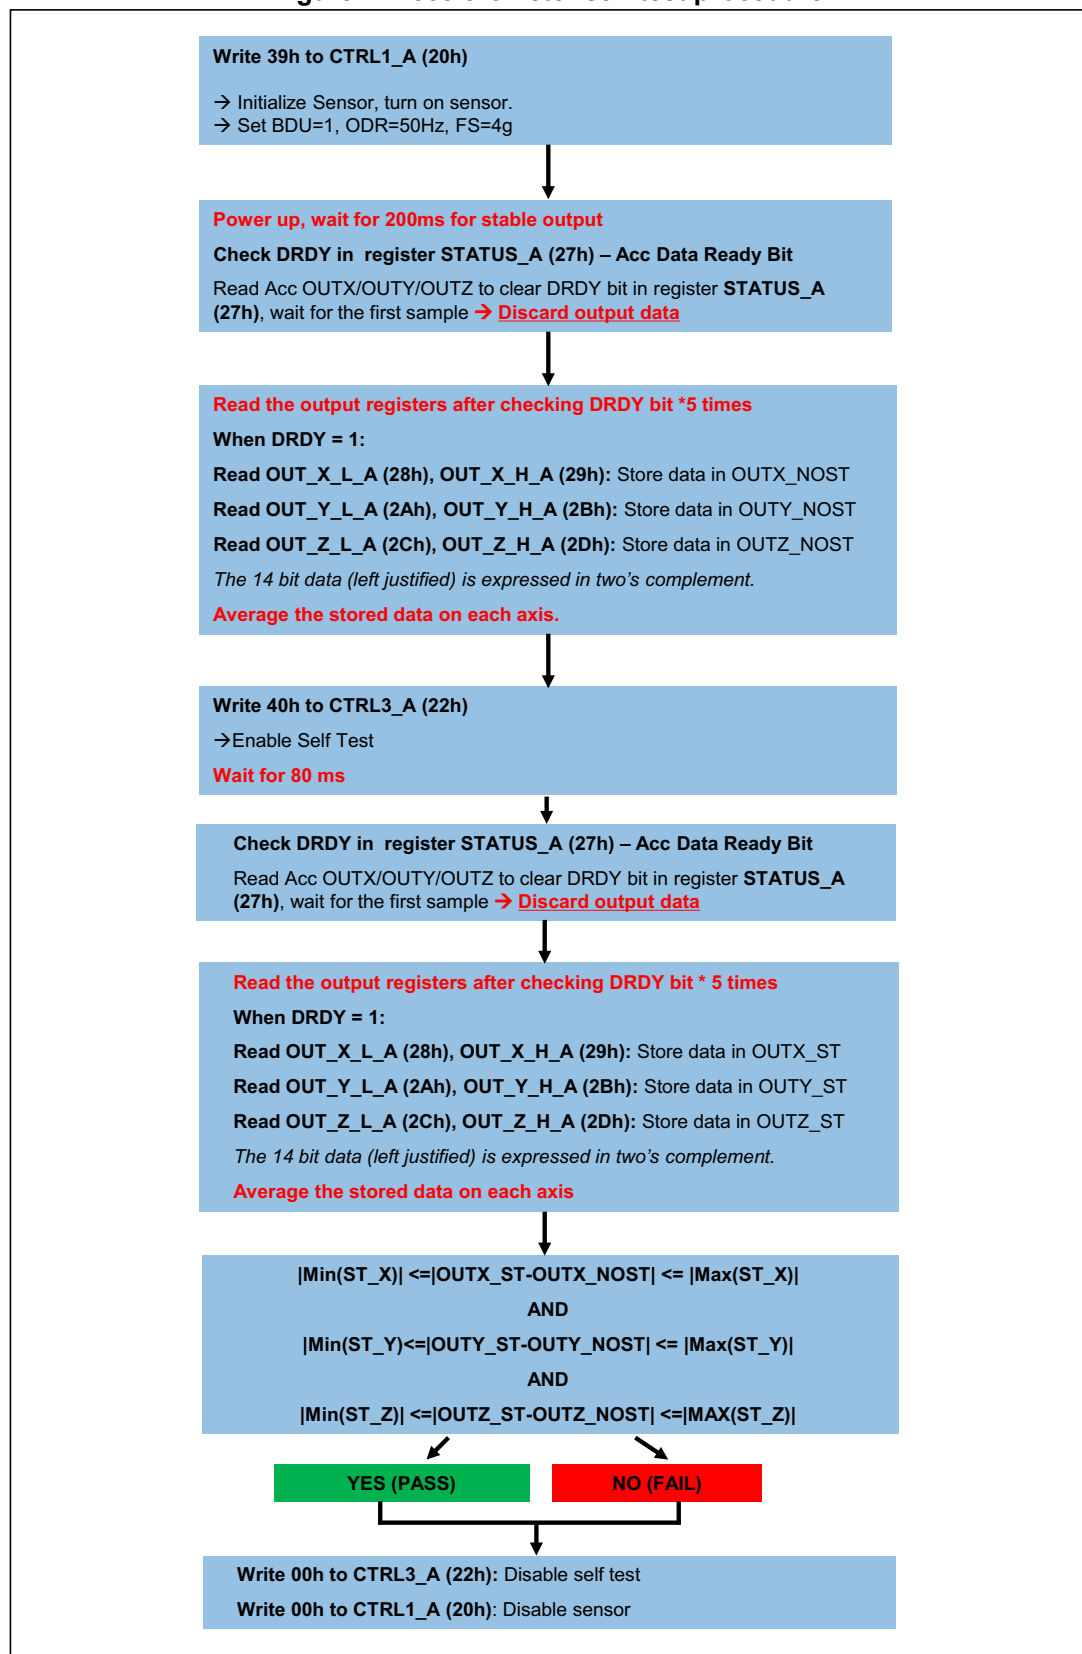 Write 39h to CTRL1_A (20h)
→ Initialize Sensor, turn on sensor.
→ Set BDU=1, ODR=50Hz, FS=4g
Power up, wait for 200ms for stable output
Check DRDY in register STATUS_A (27h) – Acc Data Ready Bit
Read Acc OUTX/OUTY/OUTZ to clear DRDY bit in register STATUS_A
(27h), wait for the first sample → Discard output data
Read the output registers after checking DRDY bit *5 times
When DRDY = 1:
Read OUT_X_L_A (28h), OUT_X_H_A (29h): Store data in OUTX_NOST
Read OUT_Y_L_A (2Ah), OUT_Y_H_A (2Bh): Store data in OUTY_NOST
Read OUT_Z_L_A (2Ch), OUT_Z_H_A (2Dh): Store data in OUTZ_NOST
The 14 bit data (left justified) is expressed in two's complement.
Average the stored data on each axis.
Write 40h to CTRL3_A (22h)
→Enable Self Test
Wait for 80 ms
Check DRDY in register STATUS_A (27h) – Acc Data Ready Bit
Read Acc OUTX/OUTY/OUTZ to clear DRDY bit in register STATUS_A
(27h), wait for the first sample → Discard output data
Read the output registers after checking DRDY bit * 5 times
When DRDY = 1:
Read OUT_X_L_A (28h), OUT_X_H_A (29h): Store data in OUTX_ST
Read OUT_Y_L_A (2Ah), OUT_Y_H_A (2Bh): Store data in OUTY_ST
Read OUT_Z_L_A (2Ch), OUT_Z_H_A (2Dh): Store data in OUTZ_ST
The 14 bit data (left justified) is expressed in two's complement.
Average the stored data on each axis
|Min(ST_X)| <=|OUTX_ST-OUTX_NOST| <= |Max(ST_X)|
AND
|Min(ST_Y)<=|OUTY_ST-OUTY_NOST| <= |Max(ST_Y)|
AND
|Min(ST_Z)| <=|OUTZ_ST-OUTZ_NOST| <=|MAX(ST_Z)|
YES (PASS)
NO (FAIL)
Write 00h to CTRL3_A (22h): Disable self test
Write 00h to CTRL1_A (20h): Disable sensor